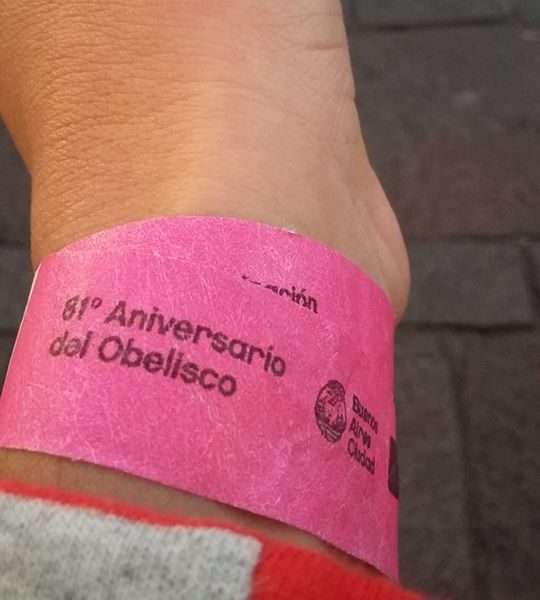 81° Aniversario
del Obelisco
Buenos
Aires
Ciudad